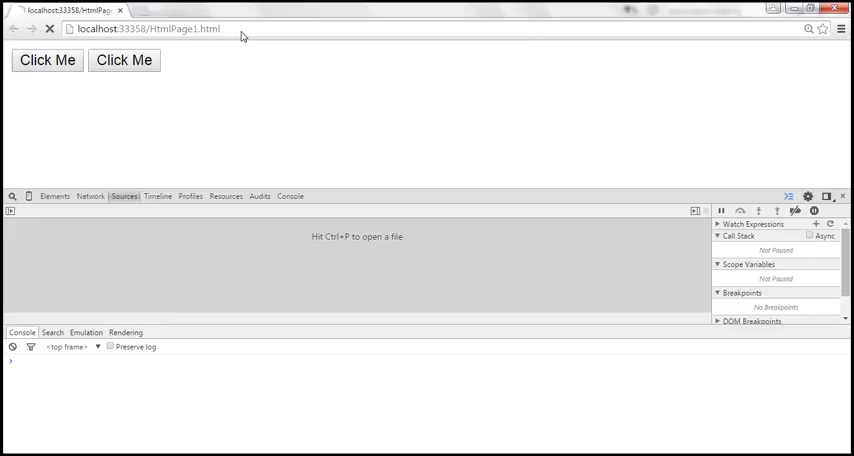 localhost:33358/HtmlPag
localhost:33358/HtmlPage1.html
Click Me Click Me
Elements Network Sources Timeline Profiles Resources Audits Console
Hit Ctrl+P to open a file
Watch Expressions
Call Stack Async
Not Paused
Scope Variables
Not Paused
Breakpoints
No Breakpoints
DOM Breakpoints
Console Search Emulation Rendering
<top frame> Preserve log